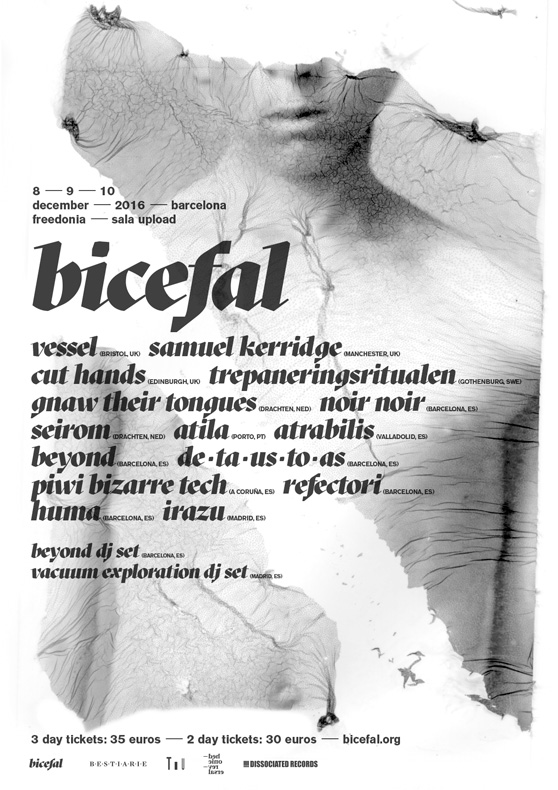 8 — 9 — 10
december — 2016 — barcelona
freedonia — sala upload
bicefal
vessel (BRISTOL, UK) samuel kerridge (MANCHESTER, UK)
cut hands (EDINBURGH, UK) trepaneringsritualen (GOTHENBURG, SWE)
gnaw their tongues (DRACHTEN, NED) noir noir (BARCELONA, ES)
seirom (DRACHTEN, NED) atila (PORTO, PT) atrabilis (VALLADOLID, ES)
beyond (BARCELONA, ES) de·ta·us·to·as (BARCELONA, ES)
piwi bizarre tech (A CORUÑA, ES) refectori (BARCELONA, ES)
huma (BARCELONA, ES) irazu (MADRID, ES)
beyond dj set (BARCELONA, ES)
vacuum exploration dj set (MADRID, ES)
3 day tickets: 35 euros — 2 day tickets: 30 euros — bicefal.org
bicefal BESTIARIE DISSOCIATED RECORDS